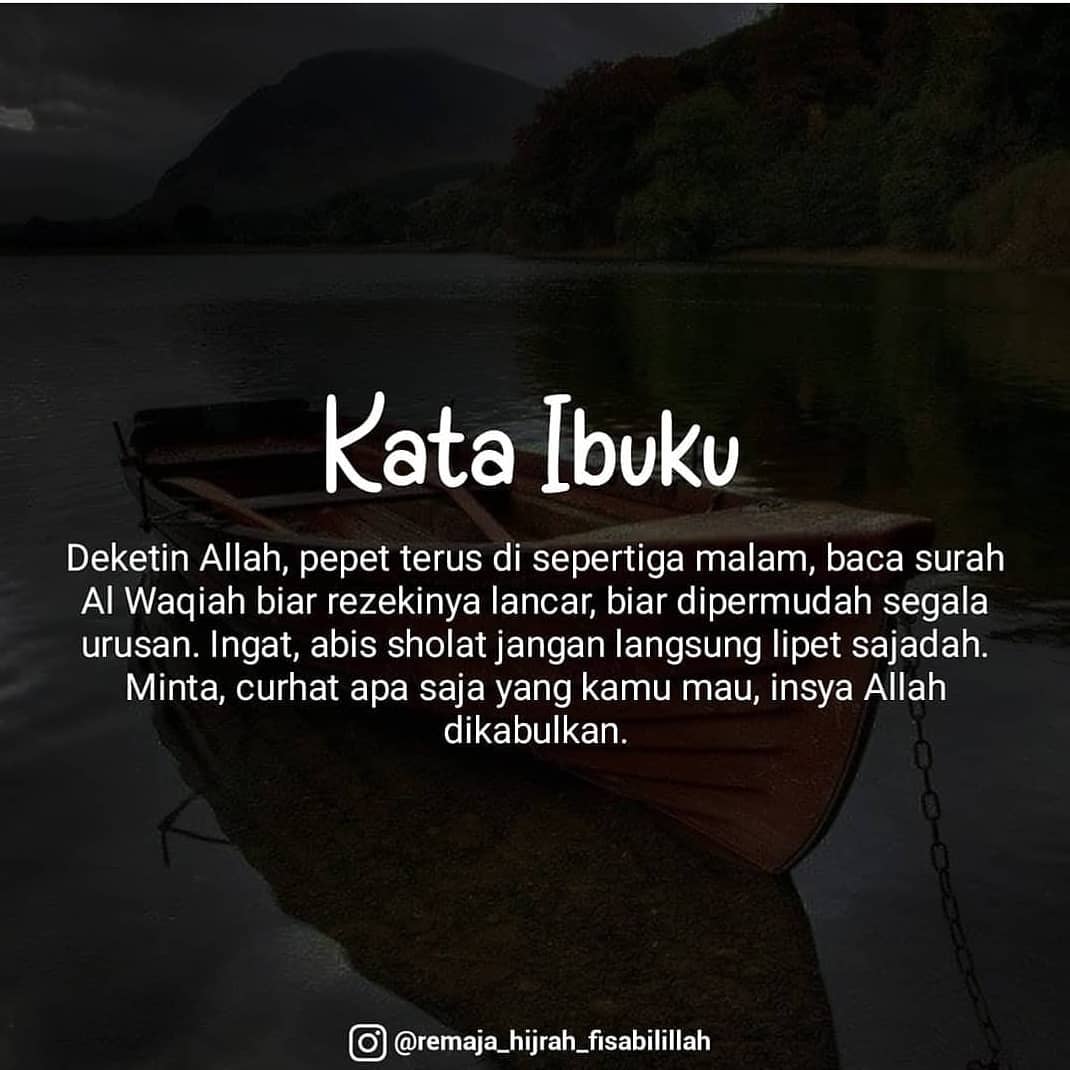 Kata Ibuku
Deketin Allah, pepet terus di sepertiga malam, baca surah
Al Waqiah biar rezekinya lancar, biar dipermudah segala
urusan. Ingat, abis sholat jangan langsung lipet sajadah.
Minta, curhat apa saja yang kamu mau, insya Allah
dikabulkan.
@remaja_hijrah_fisabilillah